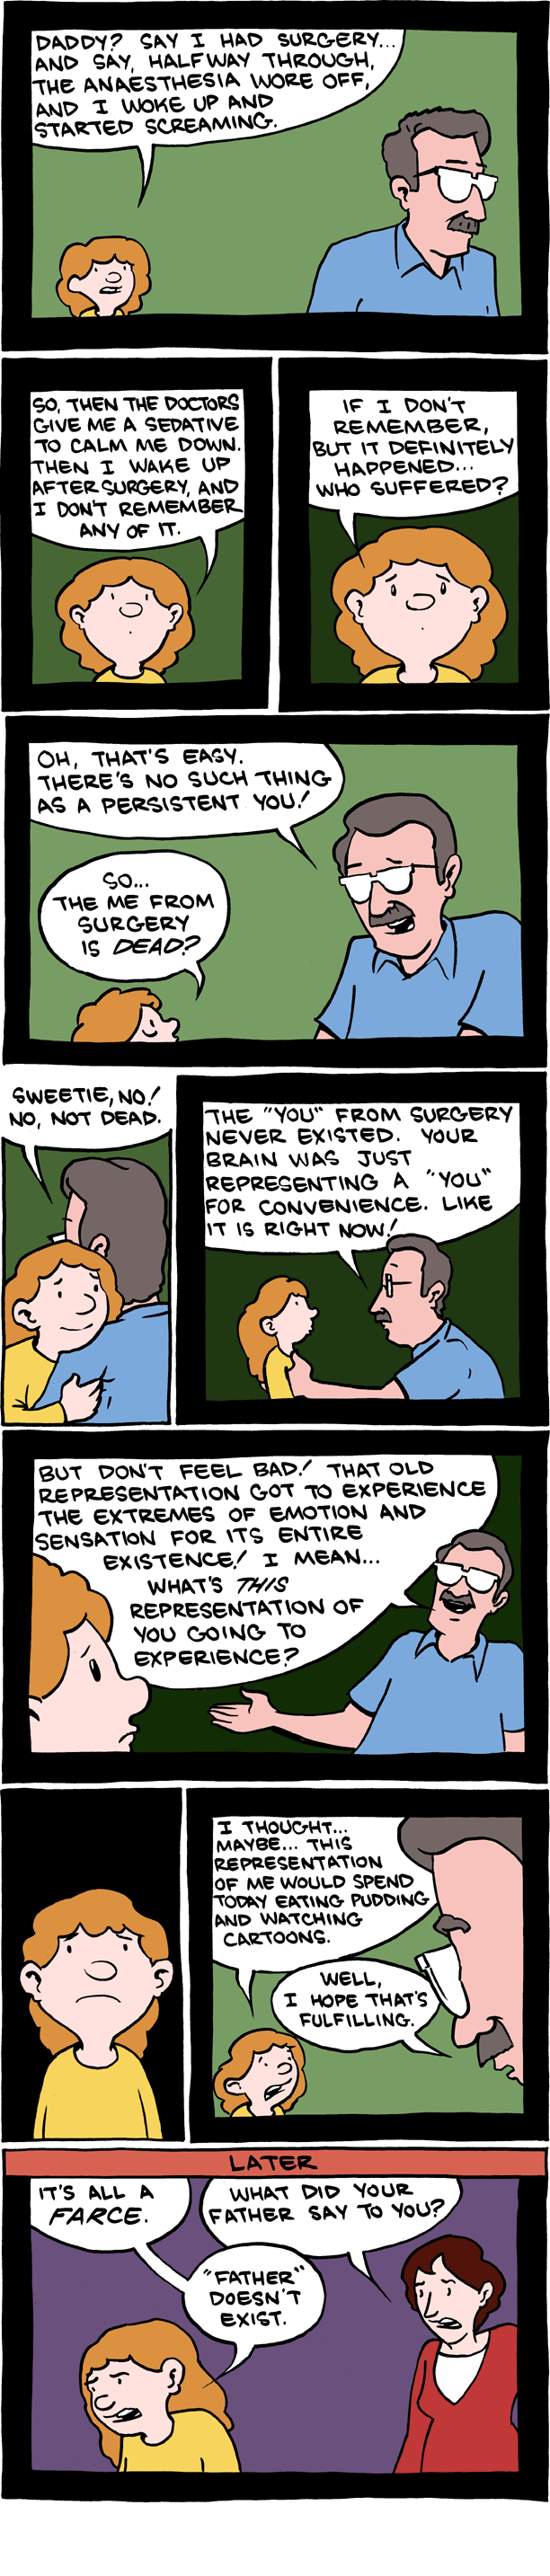 DADDY? SAY I HAD SURGERY...
AND SAY, HALFWAY THROUGH,
THE ANAESTHESIA WORE OFF,
AND I WOKE UP AND
STARTED SCREAMING.
SO, THEN THE DOCTORS
GIVE ME A SEDATIVE
TO CALM ME DOWN.
THEN I WAKE UP
AFTER SURGERY, AND
I DON'T REMEMBER
ANY OF IT.
IF I DON'T
REMEMBER,
BUT IT DEFINITELY
HAPPENED...
WHO SUFFERED?
OH, THAT'S EASY.
THERE'S NO SUCH THING
AS A PERSISTENT YOU!
SO...
THE ME FROM
SURGERY
IS DEAD?
SWEETIE, NO!
NO, NOT DEAD.
THE "YOU" FROM SURGERY
NEVER EXISTED. YOUR
BRAIN WAS JUST
REPRESENTING A "YOU"
FOR CONVENIENCE. LIKE
IT IS RIGHT NOW!
BUT DON'T FEEL BAD! THAT OLD
REPRESENTATION GOT TO EXPERIENCE
THE EXTREMES OF EMOTION AND
SENSATION FOR ITS ENTIRE
EXISTENCE! I MEAN...
WHAT'S THIS
REPRESENTATION OF
YOU GOING TO
EXPERIENCE?
I THOUGHT...
MAYBE... THIS
REPRESENTATION
OF ME WOULD SPEND
TODAY EATING PUDDING
AND WATCHING
CARTOONS.
WELL,
I HOPE THAT'S
FULFILLING.
LATER
IT'S ALL A
FARCE.
WHAT DID YOUR
FATHER SAY TO YOU?
"FATHER"
DOESN'T
EXIST.